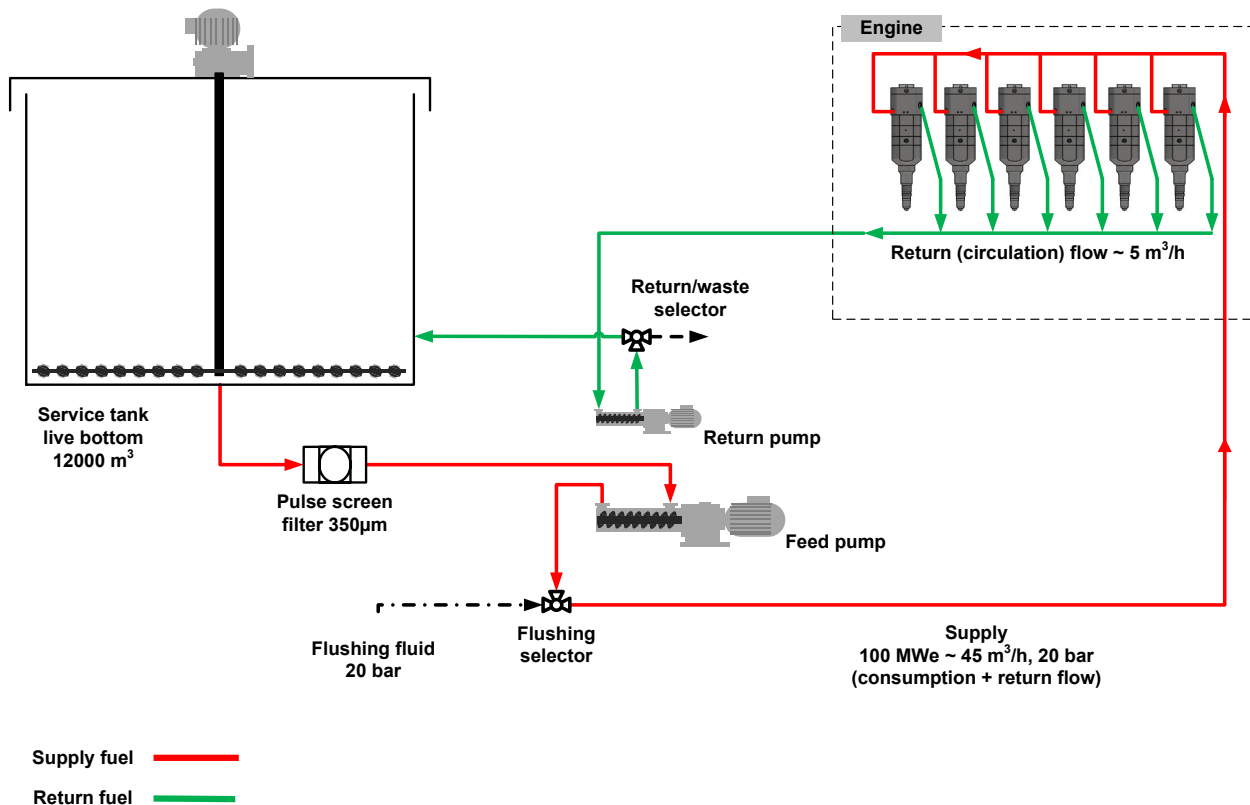 Engine
Return (circulation) flow ~ 5 m³/h
Return/waste
selector
Service tank
live bottom
12000 m³
Return pump
Pulse screen
filter 350µm
Feed pump
Flushing fluid
20 bar
Flushing
selector
Supply
100 MWe ~ 45 m³/h, 20 bar
(consumption + return flow)
Supply fuel
Return fuel